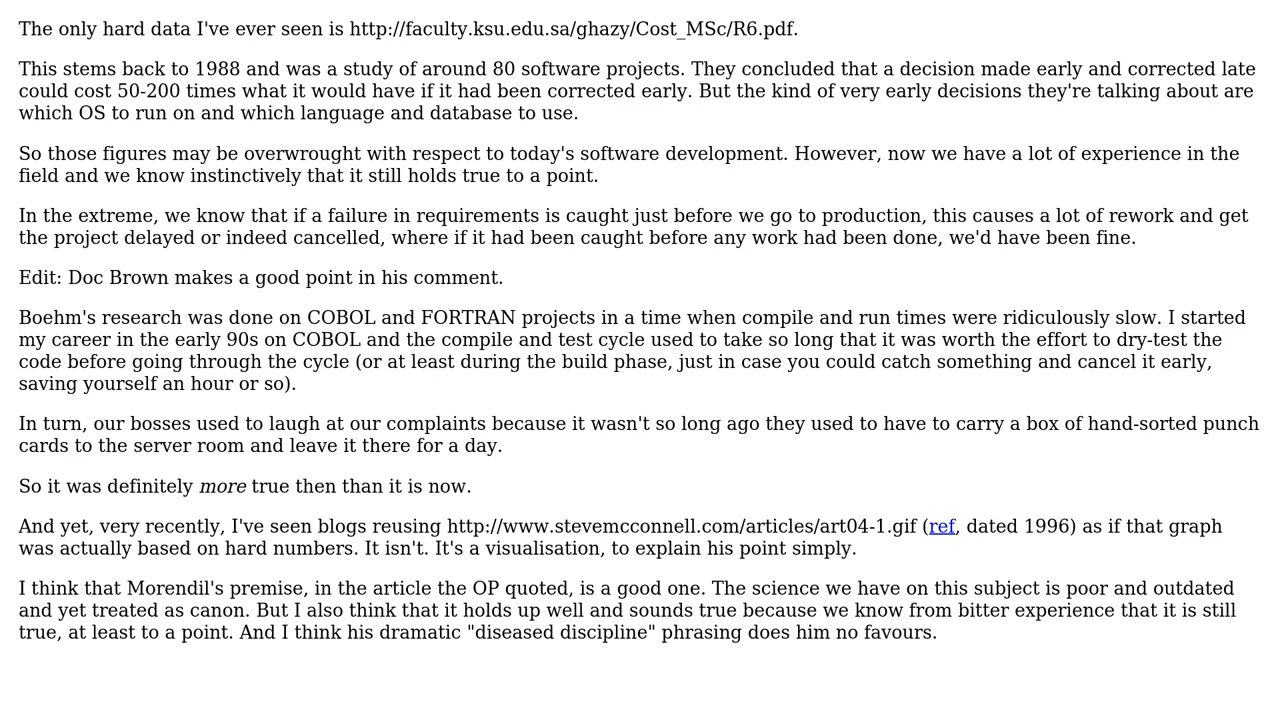 The only hard data I've ever seen is http://faculty.ksu.edu.sa/ghazy/Cost_MSc/R6.pdf.
This stems back to 1988 and was a study of around 80 software projects. They concluded that a decision made early and corrected late
could cost 50-200 times what it would have if it had been corrected early. But the kind of very early decisions they're talking about are
which OS to run on and which language and database to use.
So those figures may be overwrought with respect to today's software development. However, now we have a lot of experience in the
field and we know instinctively that it still holds true to a point.
In the extreme, we know that if a failure in requirements is caught just before we go to production, this causes a lot of rework and get
the project delayed or indeed cancelled, where if it had been caught before any work had been done, we'd have been fine.
Edit: Doc Brown makes a good point in his comment.
Boehm's research was done on COBOL and FORTRAN projects in a time when compile and run times were ridiculously slow. I started
my career in the early 90s on COBOL and the compile and test cycle used to take so long that it was worth the effort to dry-test the
code before going through the cycle (or at least during the build phase, just in case you could catch something and cancel it early,
saving yourself an hour or so).
In turn, our bosses used to laugh at our complaints because it wasn't so long ago they used to have to carry a box of hand-sorted punch
cards to the server room and leave it there for a day.
So it was definitely more true then than it is now.
And yet, very recently, I've seen blogs reusing http://www.stevemcconnell.com/articles/art04-1.gif (ref, dated 1996) as if that graph
was actually based on hard numbers. It isn't. It's a visualisation, to explain his point simply.
I think that Morendil's premise, in the article the OP quoted, is a good one. The science we have on this subject is poor and outdated
and yet treated as canon. But I also think that it holds up well and sounds true because we know from bitter experience that it is still
true, at least to a point. And I think his dramatic "diseased discipline" phrasing does him no favours.